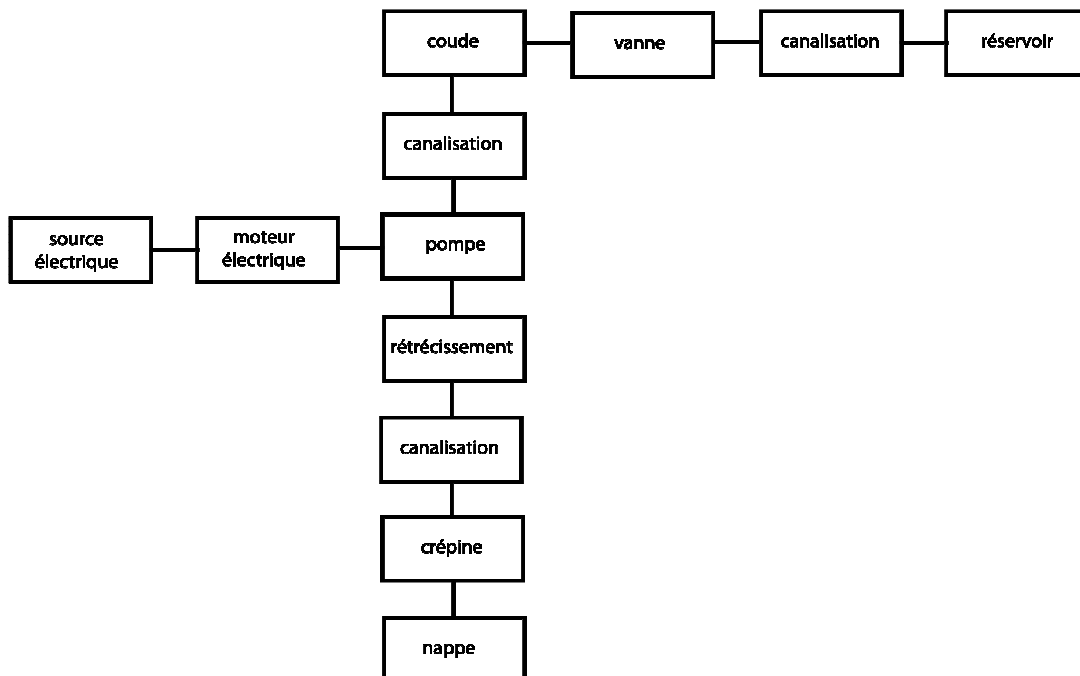 coude
vanne
canalisation
réservoir
canalisation
source
électrique
moteur
électrique
pompe
rétrécissement
canalisation
crépine
nappe